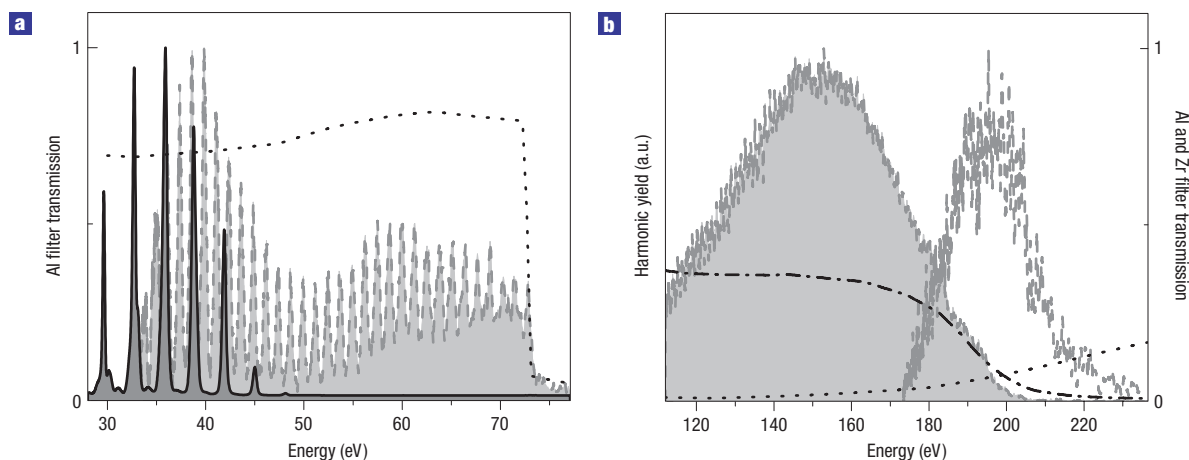 a
Al filter transmission
1
0
30
40
50
60
70
Energy (eV)
b
Harmonic yield (a.u.)
120
140
160
180
200
220
Energy (eV)
1
0
Al and Zr filter transmission